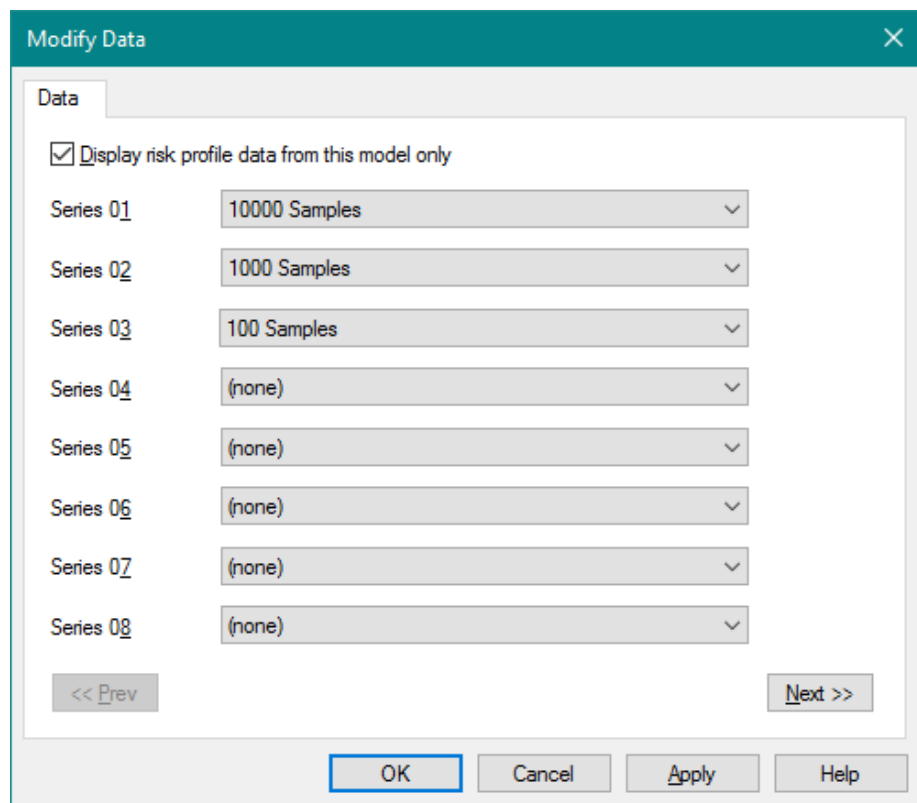 Modify Data
Data
Display risk profile data from this model only
Series 01 10000 Samples
Series 02 1000 Samples
Series 03 100 Samples
Series 04 (none)
Series 05 (none)
Series 06 (none)
Series 07 (none)
Series 08 (none)
<< Prev Next >>
OK Cancel Apply Help